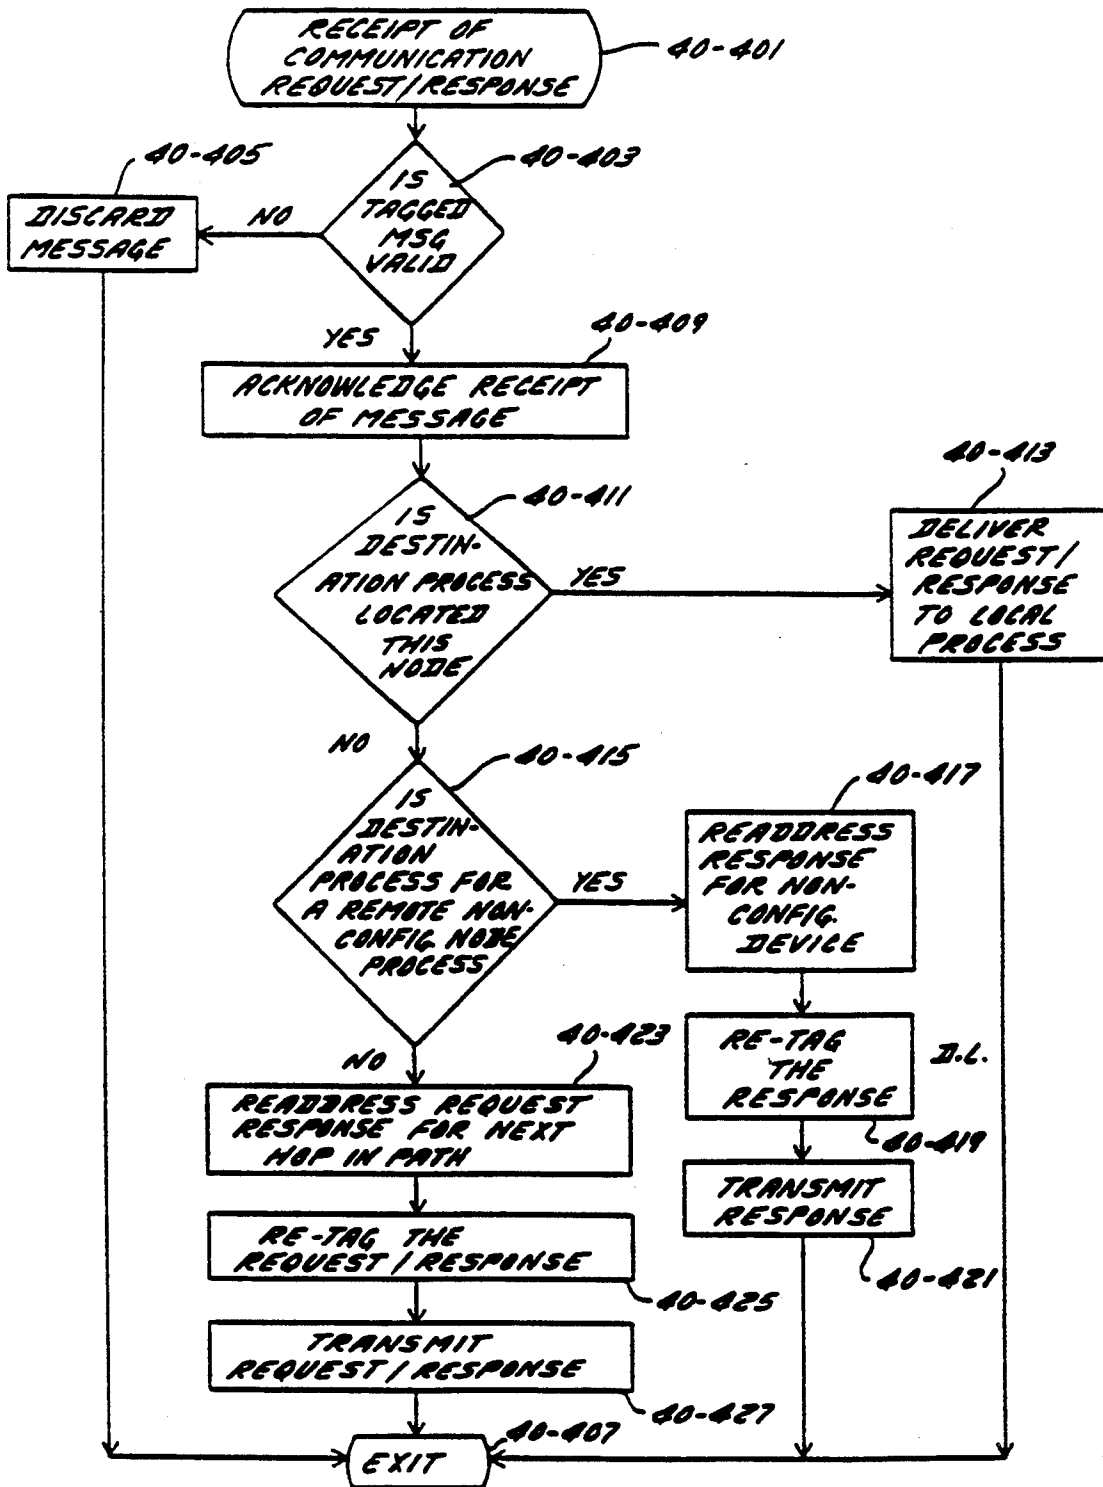 RECEIPT OF
COMMUNICATION
REQUEST/RESPONSE
40-401
40-405
40-403
DISCARD
MESSAGE
NO
IS
TAGGED
MSG
VALID
YES
40-409
ACKNOWLEDGE RECEIPT
OF MESSAGE
40-411
40-413
IS
DESTIN-
ATION PROCESS
LOCATED
THIS
NODE
YES
DELIVER
REQUEST/
RESPONSE
TO LOCAL
PROCESS
NO
40-415
40-417
IS
DESTIN-
ATION
PROCESS FOR
A REMOTE NON-
CONFIG. NODE
PROCESS
YES
READDRESS
RESPONSE
FOR NON-
CONFIG.
DEVICE
NO
40-423
RE-TAG
THE
RESPONSE
D.L.
40-419
READDRESS REQUEST
RESPONSE FOR NEXT
HOP IN PATH
TRANSMIT
RESPONSE
40-421
RE-TAG THE
REQUEST/RESPONSE
40-425
TRANSMIT
REQUEST/RESPONSE
40-427
40-407
EXIT